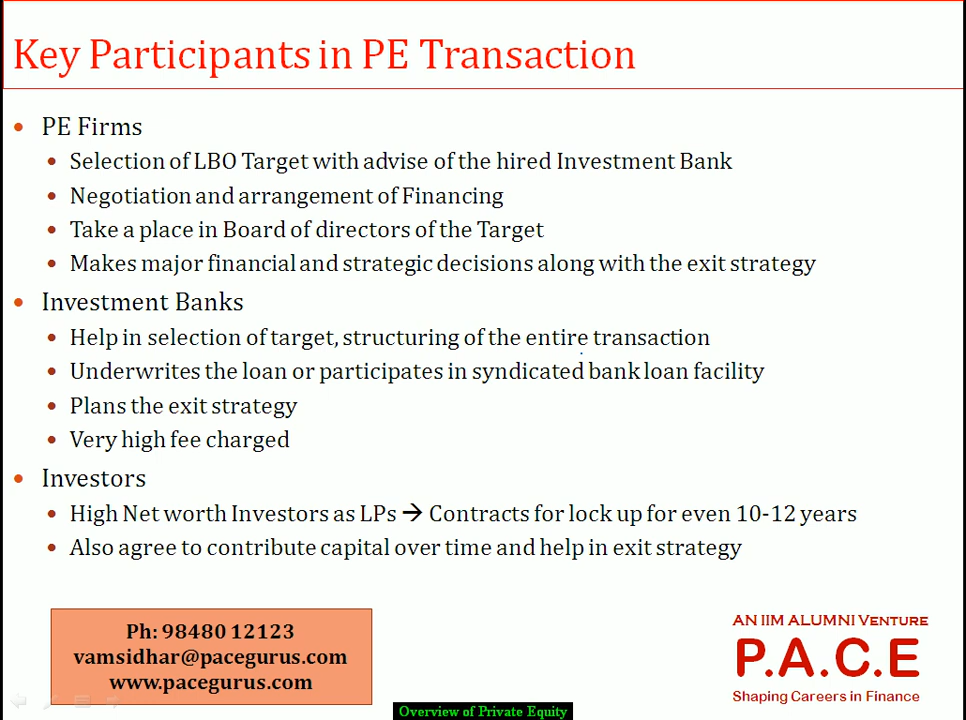 Key Participants in PE Transaction
PE Firms
Selection of LBO Target with advise of the hired Investment Bank
Negotiation and arrangement of Financing
Take a place in Board of directors of the Target
Makes major financial and strategic decisions along with the exit strategy
Investment Banks
Help in selection of target, structuring of the entire transaction
Underwrites the loan or participates in syndicated bank loan facility
Plans the exit strategy
Very high fee charged
Investors
High Net worth Investors as LPs → Contracts for lock up for even 10-12 years
Also agree to contribute capital over time and help in exit strategy
Ph: 98480 12123
vamsidhar@pacegurus.com
www.pacegurus.com
AN IIM ALUMNI VENTURE
P.A.C.E
Shaping Careers in Finance
Overview of Private Equity